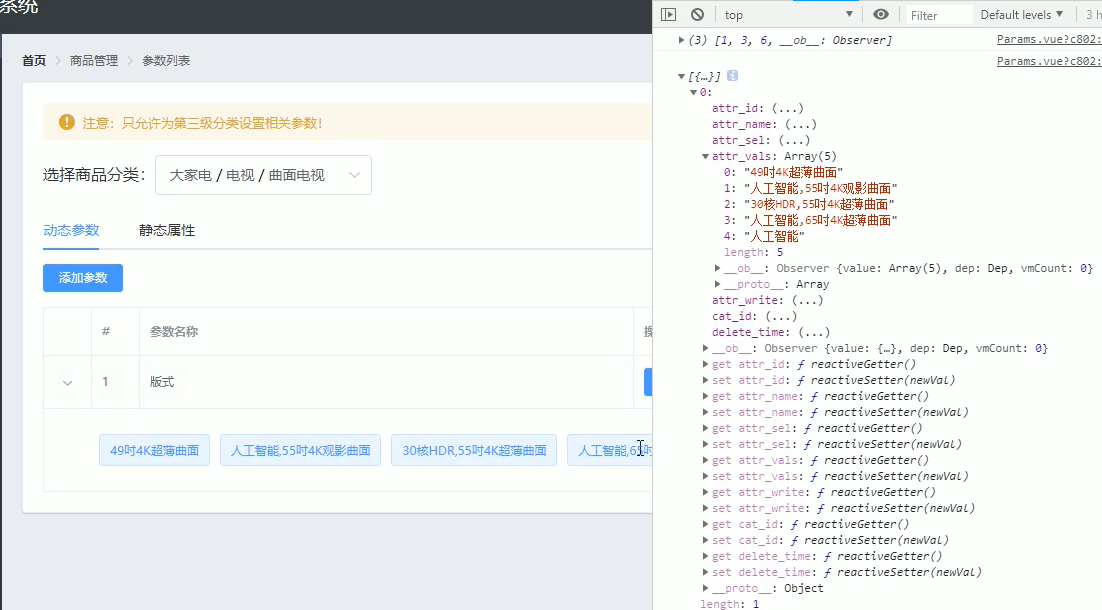 系统
首页 > 商品管理 > 参数列表
注意：只允许为第三级分类设置相关参数！
选择商品分类： 大家电 / 电视 / 曲面电视
动态参数 静态属性
添加参数
# 参数名称
1 版式
49吋4K超薄曲面 人工智能,55吋4K观影曲面 30核HDR,55吋4K超薄曲面 人工智能,65吋
top Filter Default levels ▼ 3 h
(3) [1, 3, 6, __ob__: Observer] Params.vue?c802:
Params.vue?c802:
[{…}]
0:
attr_id: (...)
attr_name: (...)
attr_sel: (...)
attr_vals: Array(5)
0: "49吋4K超薄曲面"
1: "人工智能,55吋4K观影曲面"
2: "30核HDR,55吋4K超薄曲面"
3: "人工智能,65吋4K超薄曲面"
4: "人工智能"
length: 5
__ob__: Observer {value: Array(5), dep: Dep, vmCount: 0}
__proto__: Array
attr_write: (...)
cat_id: (...)
delete_time: (...)
__ob__: Observer {value: {…}, dep: Dep, vmCount: 0}
get attr_id: ƒ reactiveGetter()
set attr_id: ƒ reactiveSetter(newVal)
get attr_name: ƒ reactiveGetter()
set attr_name: ƒ reactiveSetter(newVal)
get attr_sel: ƒ reactiveGetter()
set attr_sel: ƒ reactiveSetter(newVal)
get attr_vals: ƒ reactiveGetter()
set attr_vals: ƒ reactiveSetter(newVal)
get attr_write: ƒ reactiveGetter()
set attr_write: ƒ reactiveSetter(newVal)
get cat_id: ƒ reactiveGetter()
set cat_id: ƒ reactiveSetter(newVal)
get delete_time: ƒ reactiveGetter()
set delete_time: ƒ reactiveSetter(newVal)
__proto__: Object
length: 1